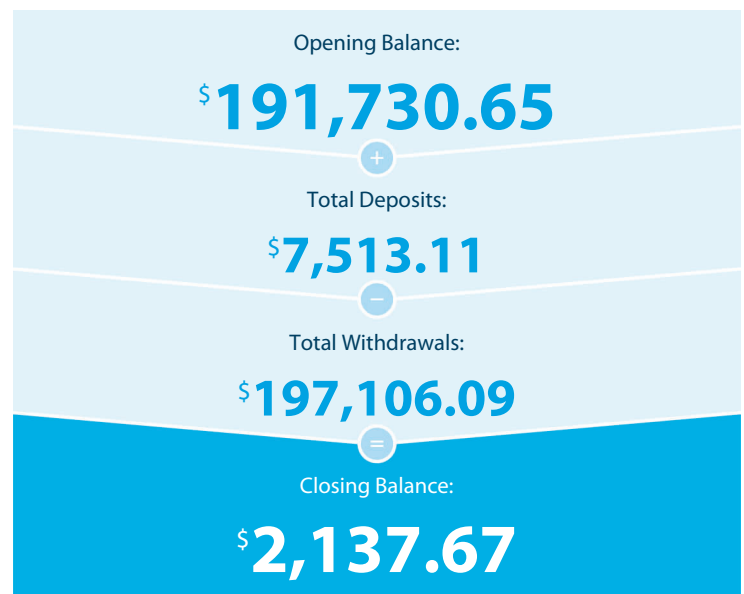 Opening Balance:
$191,730.65
+
Total Deposits:
$7,513.11
−
Total Withdrawals:
$197,106.09
=
Closing Balance:
$2,137.67